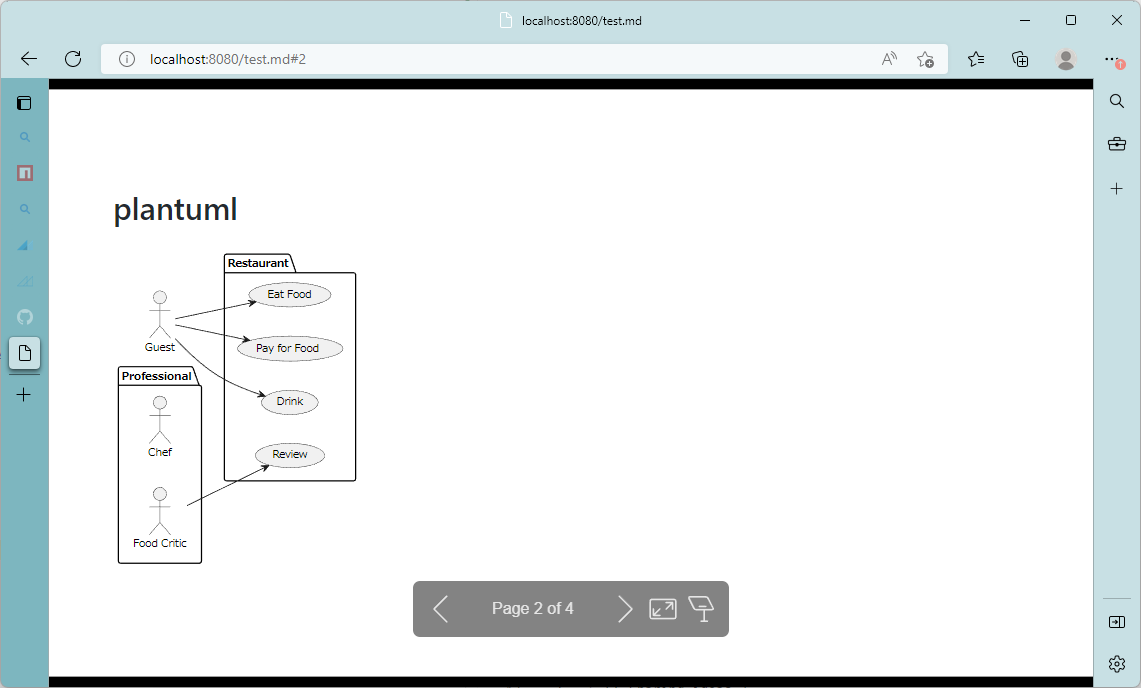 localhost:8080/test.md
localhost:8080/test.md#2
plantuml
Restaurant
Eat Food
Guest
Pay for Food
Professional
Drink
Chef
Review
Food Critic
Page 2 of 4